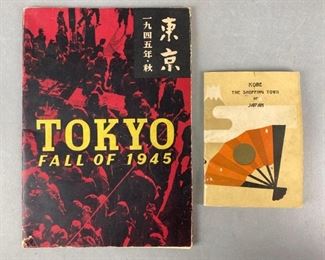 東京
一九四五年・秋
TOKYO
FALL OF 1945
KOBE
THE SHOPPING TOWN
OF
JAPAN